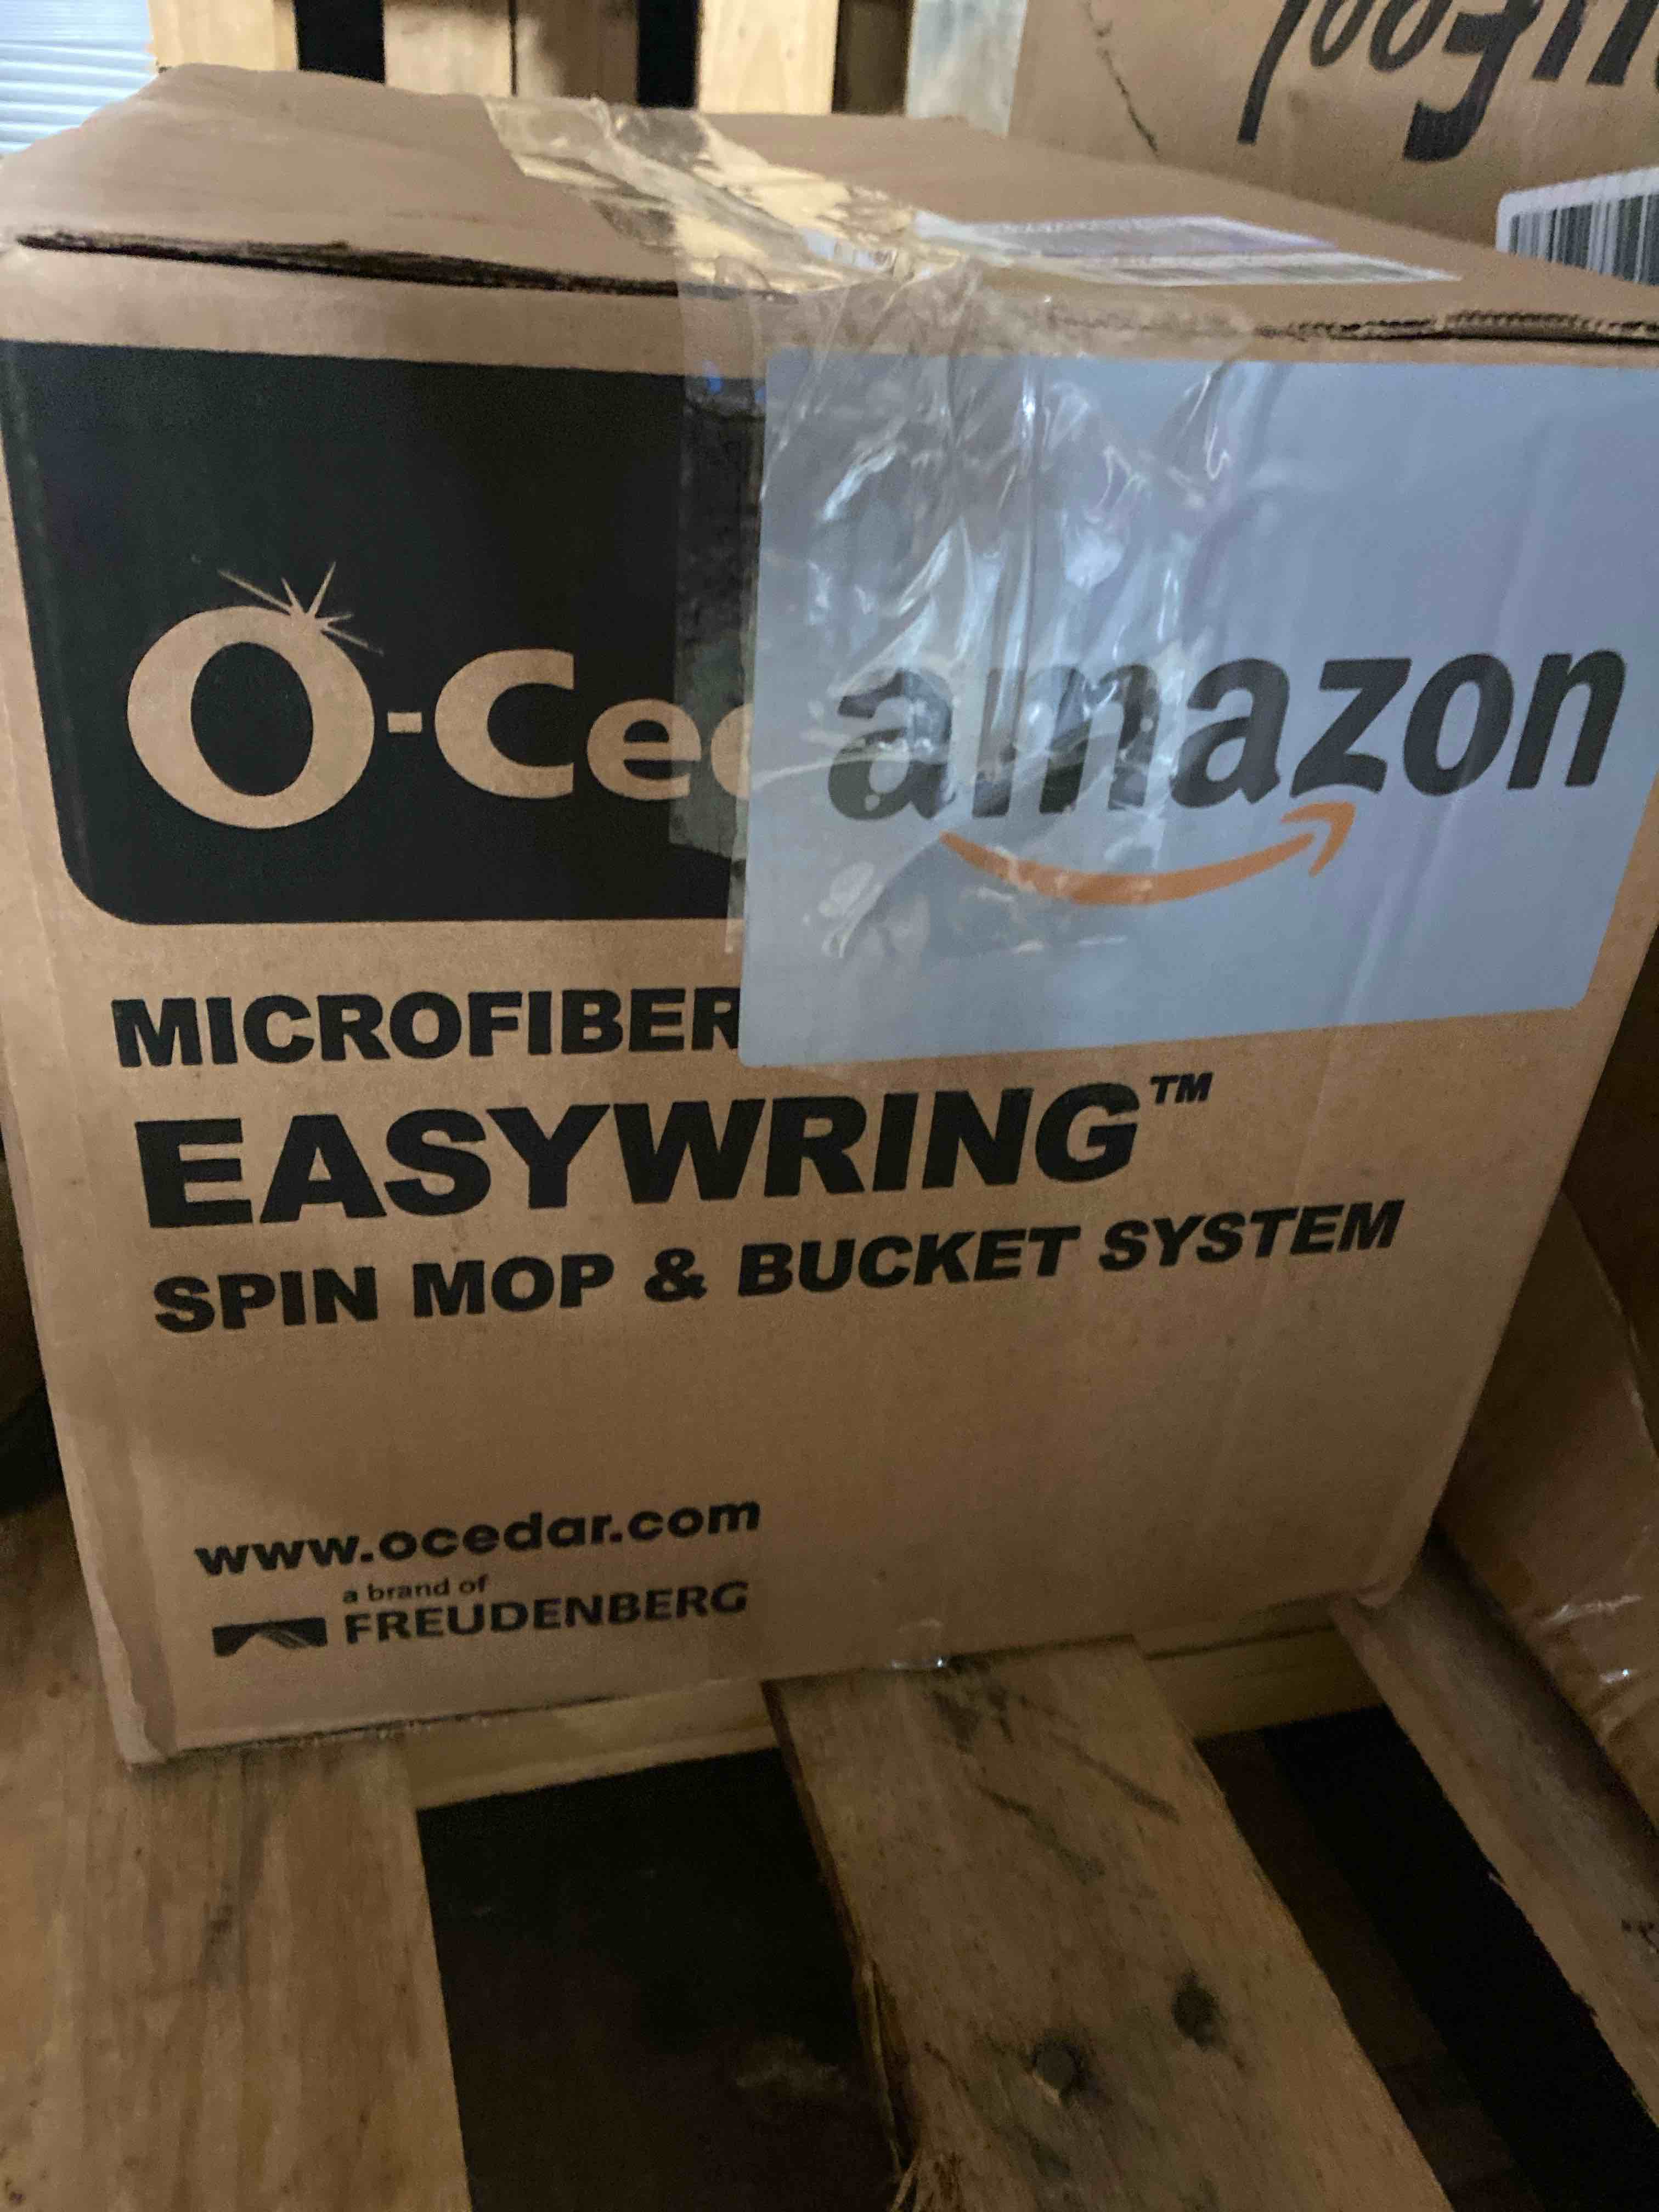 O-Ce
amazon
MICROFIBER
EASYWRING™
SPIN MOP & BUCKET SYSTEM
www.ocedar.com
a brand of
FREUDENBERG